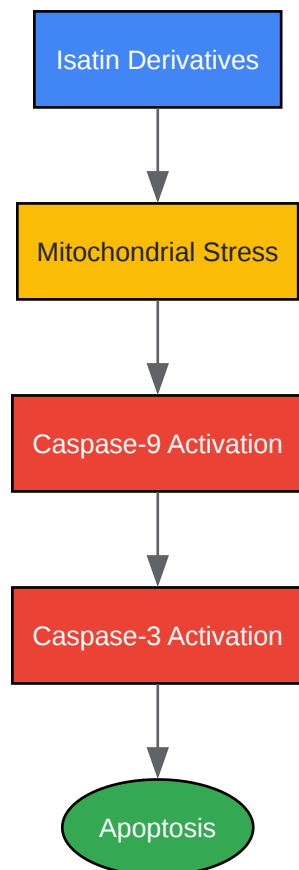 Isatin Derivatives
Mitochondrial Stress
Caspase-9 Activation
Caspase-3 Activation
Apoptosis